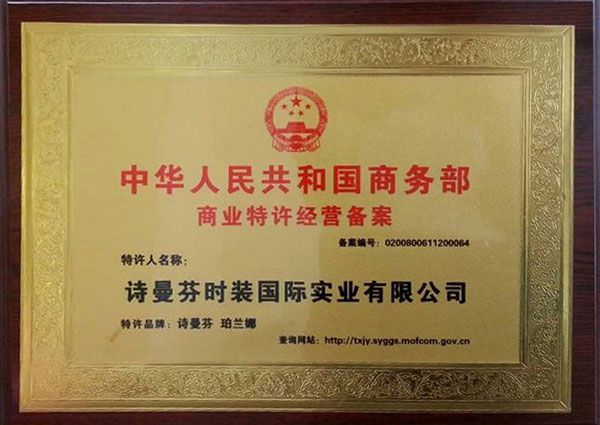 中华人民共和国商务部
商业特许经营备案
备案编号：0200800611200064
特许人名称：
诗曼芬时装国际实业有限公司
特许品牌：诗曼芬 珀兰娜
查询网站：http://txjy.syggs.mofcom.gov.cn